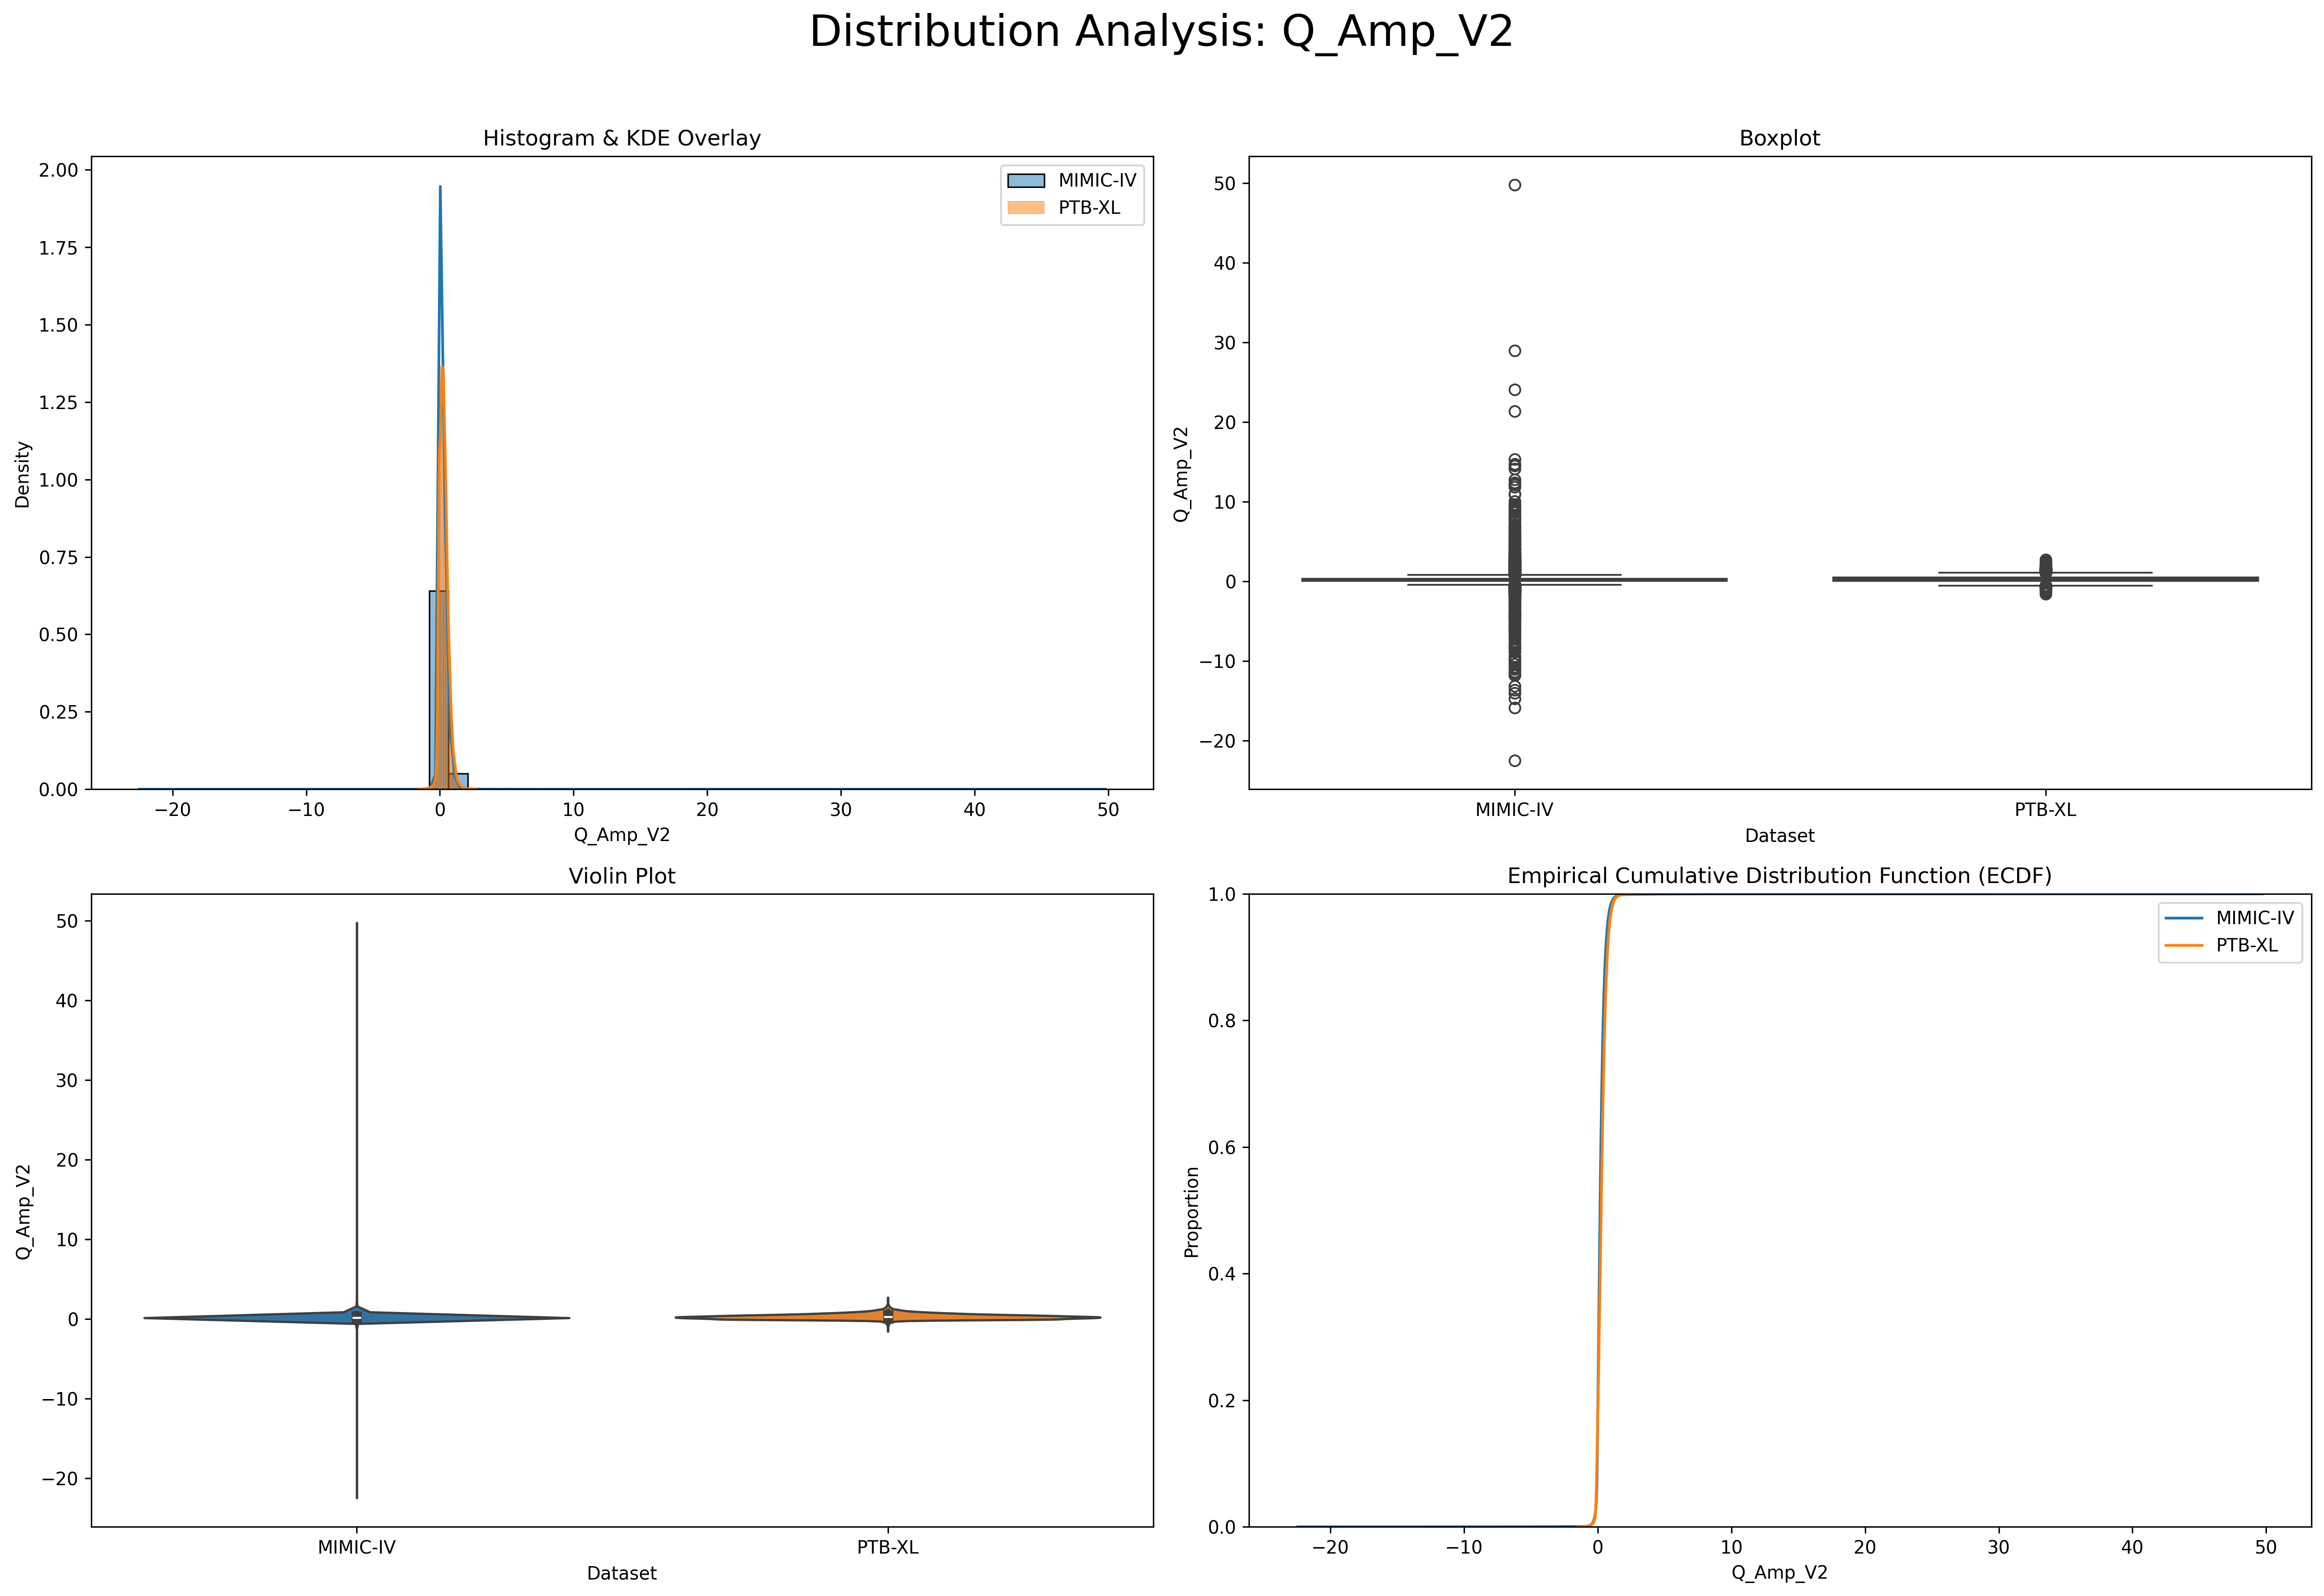 Distribution Analysis: Q_Amp_V2
Histogram & KDE Overlay
2.00
1.75
1.50
1.25
1.00
0.75
0.50
0.25
0.00
Density
−20
−10
0
10
20
30
40
50
Q_Amp_V2
MIMIC-IV
PTB-XL
Boxplot
50
40
30
20
10
0
−10
−20
Q_Amp_V2
MIMIC-IV
PTB-XL
Dataset
Violin Plot
50
40
30
20
10
0
−10
−20
Q_Amp_V2
MIMIC-IV
PTB-XL
Dataset
Empirical Cumulative Distribution Function (ECDF)
1.0
0.8
0.6
0.4
0.2
0.0
Proportion
−20
−10
0
10
20
30
40
50
Q_Amp_V2
MIMIC-IV
PTB-XL